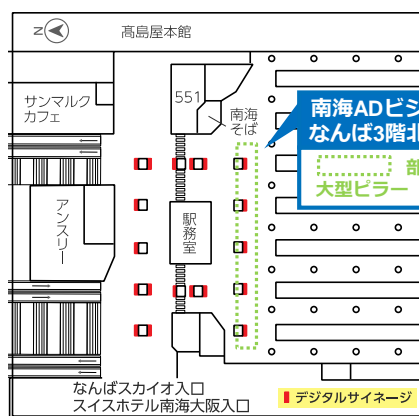 N
髙島屋本館
サンマルク
カフェ
551
南海
そば
南海ADビジ
なんば3階北
部
大型ピラー
アンスリー
駅務室
なんばスカイオ入口
スイスホテル南海大阪入口
デジタルサイネージ